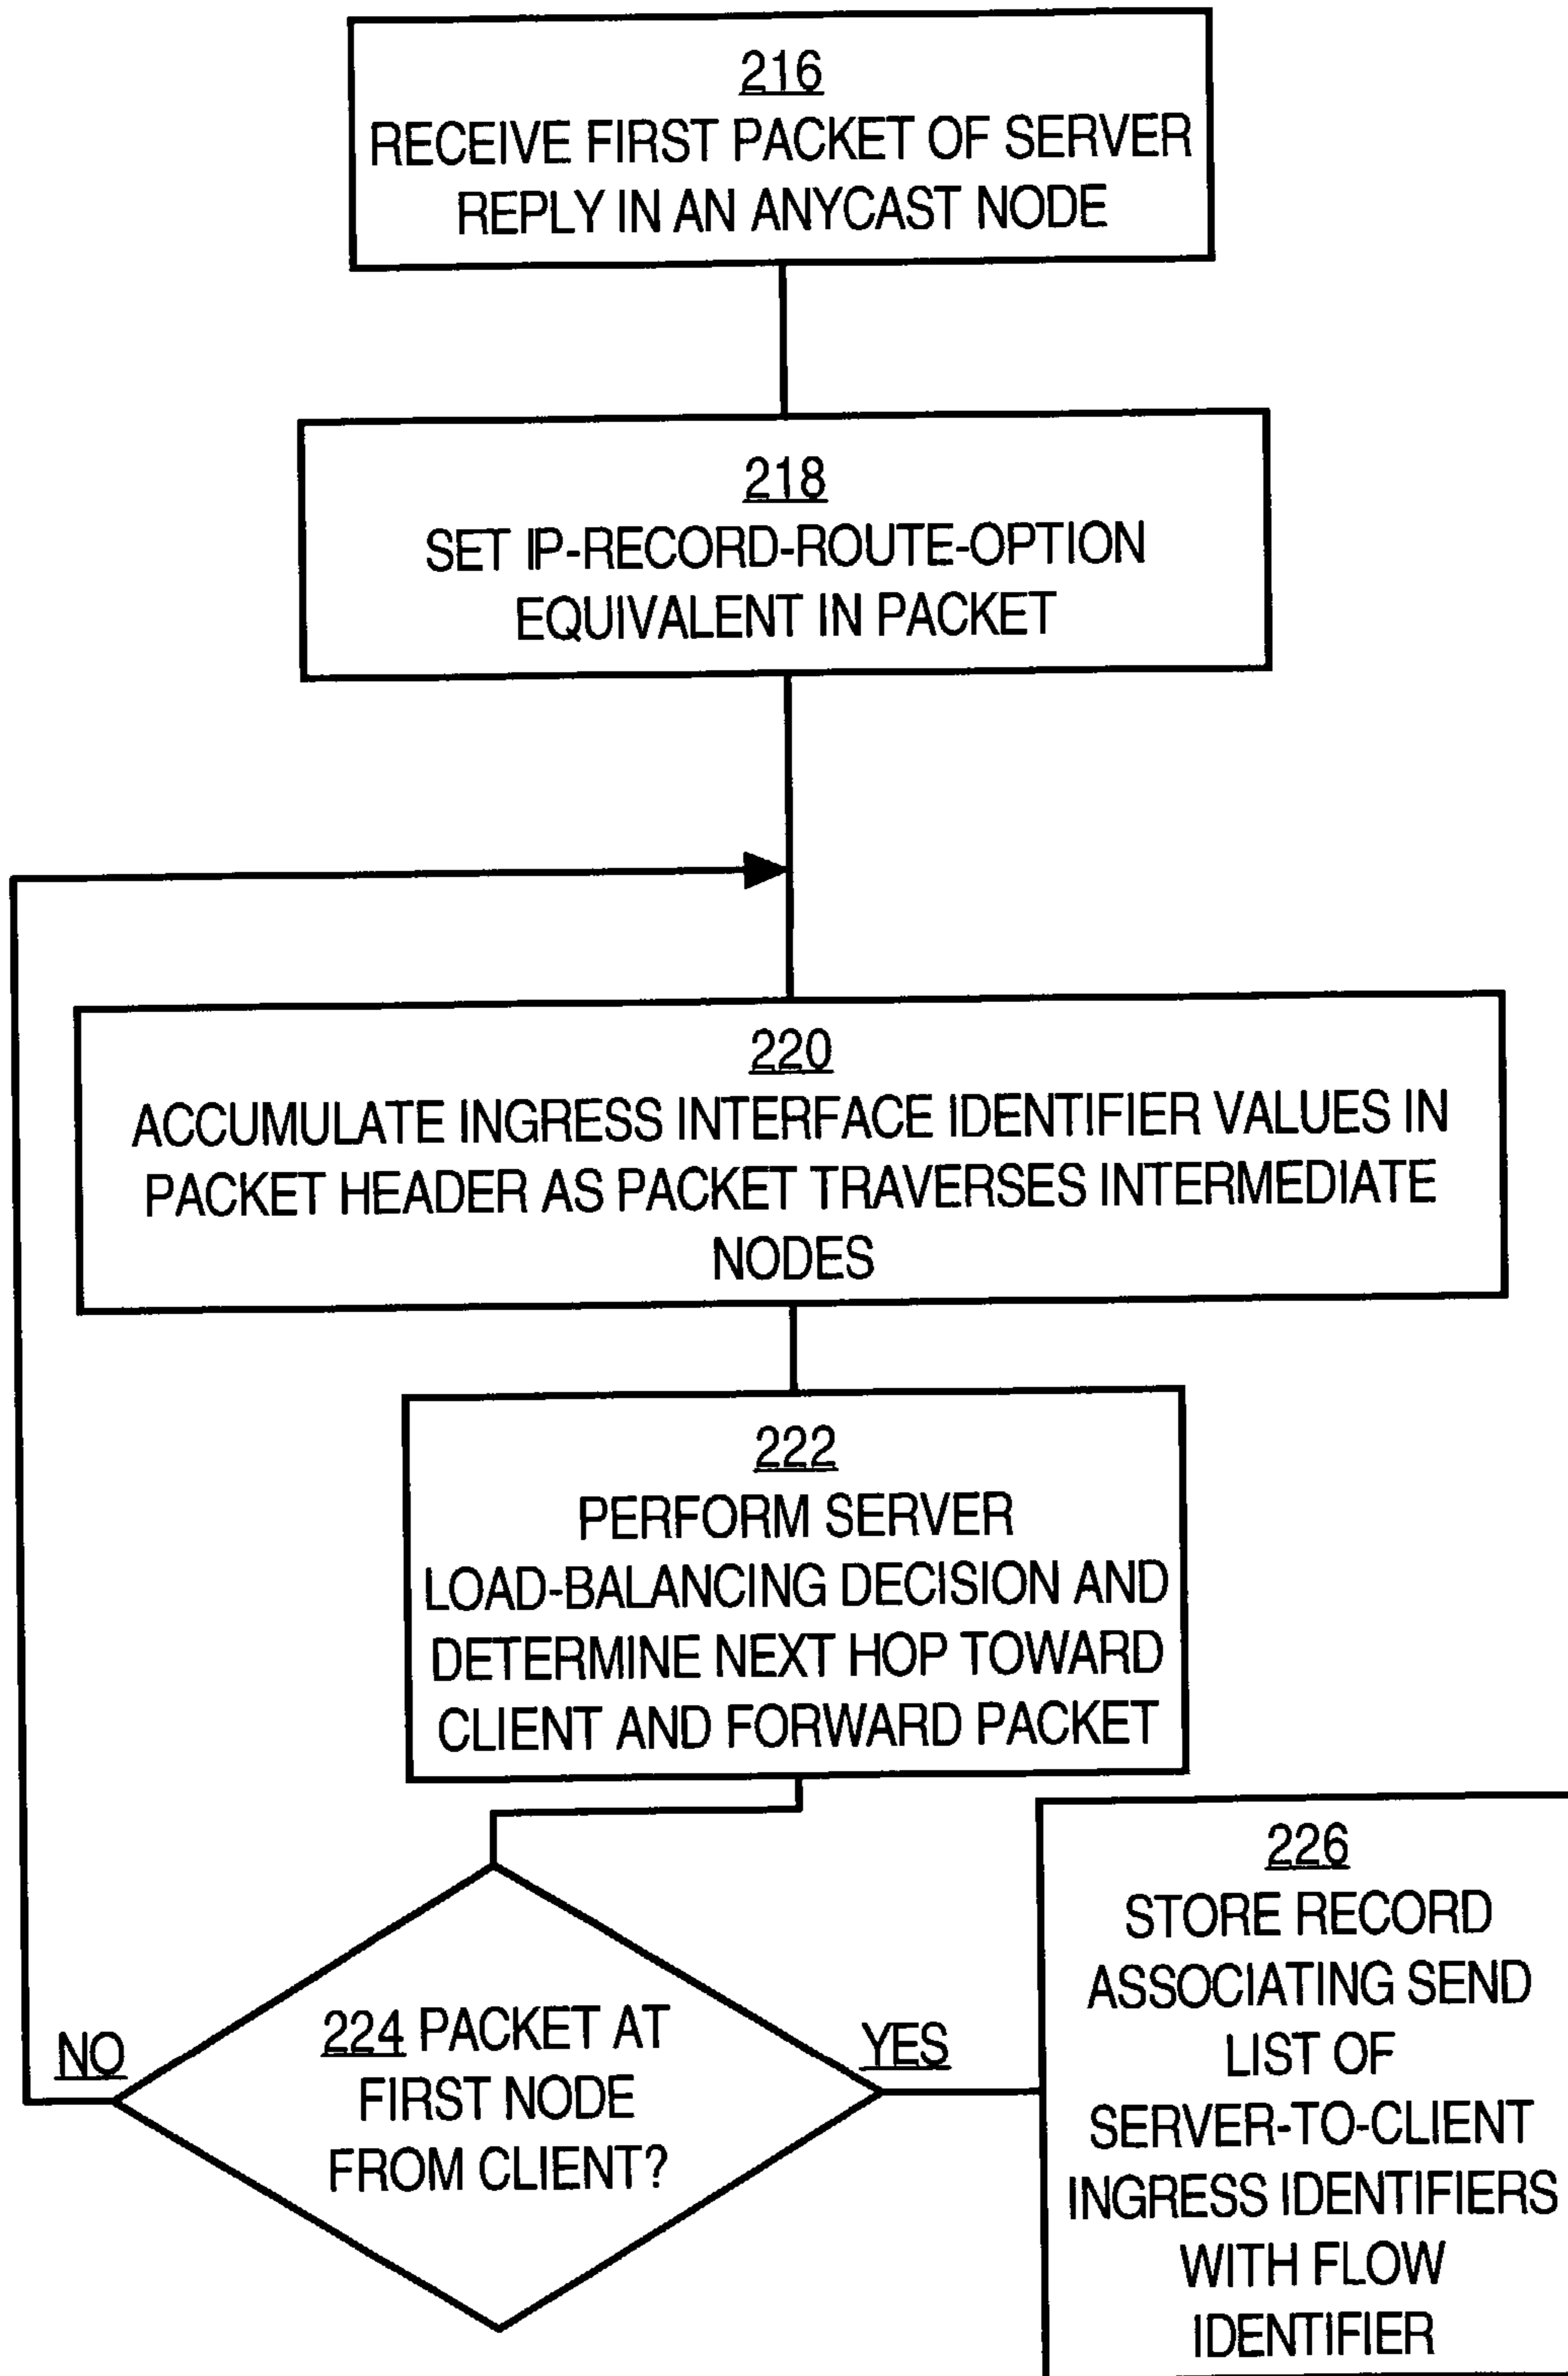 216
RECEIVE FIRST PACKET OF SERVER
REPLY IN AN ANYCAST NODE
218
SET IP-RECORD-ROUTE-OPTION
EQUIVALENT IN PACKET
220
ACCUMULATE INGRESS INTERFACE IDENTIFIER VALUES IN
PACKET HEADER AS PACKET TRAVERSES INTERMEDIATE
NODES
222
PERFORM SERVER
LOAD-BALANCING DECISION AND
DETERMINE NEXT HOP TOWARD
CLIENT AND FORWARD PACKET
224 PACKET AT
FIRST NODE
FROM CLIENT?
NO
YES
226
STORE RECORD
ASSOCIATING SEND
LIST OF
SERVER-TO-CLIENT
INGRESS IDENTIFIERS
WITH FLOW
IDENTIFIER